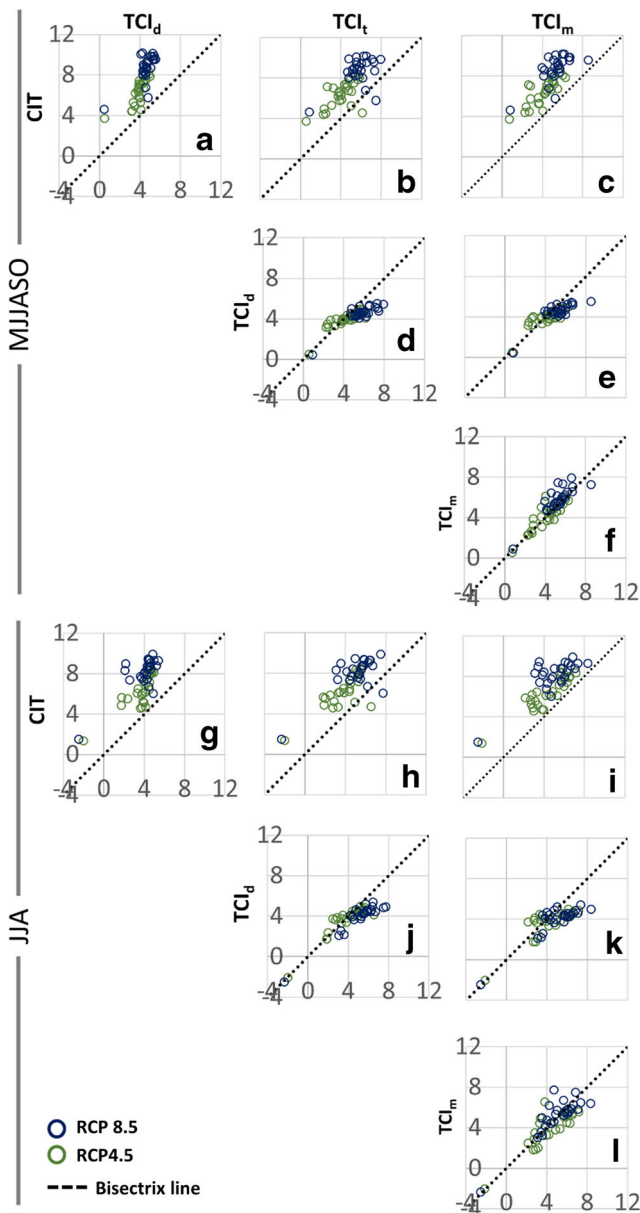 TCId TCIt TCIm
12
8
4
0
-4
-4 0 4 8 12
CIT
a
b
c
MJJASO
12
8
4
0
-4
-4 0 4 8 12
TCId
d
e
12
8
4
0
-4
-4 0 4 8 12
TCIm
f
12
8
4
0
-4
-4 0 4 8 12
CIT
g
h
i
JJA
12
8
4
0
-4
-4 0 4 8 12
TCId
j
k
12
8
4
0
-4
-4 0 4 8 12
TCIm
l
RCP 8.5
RCP4.5
Bisectrix line